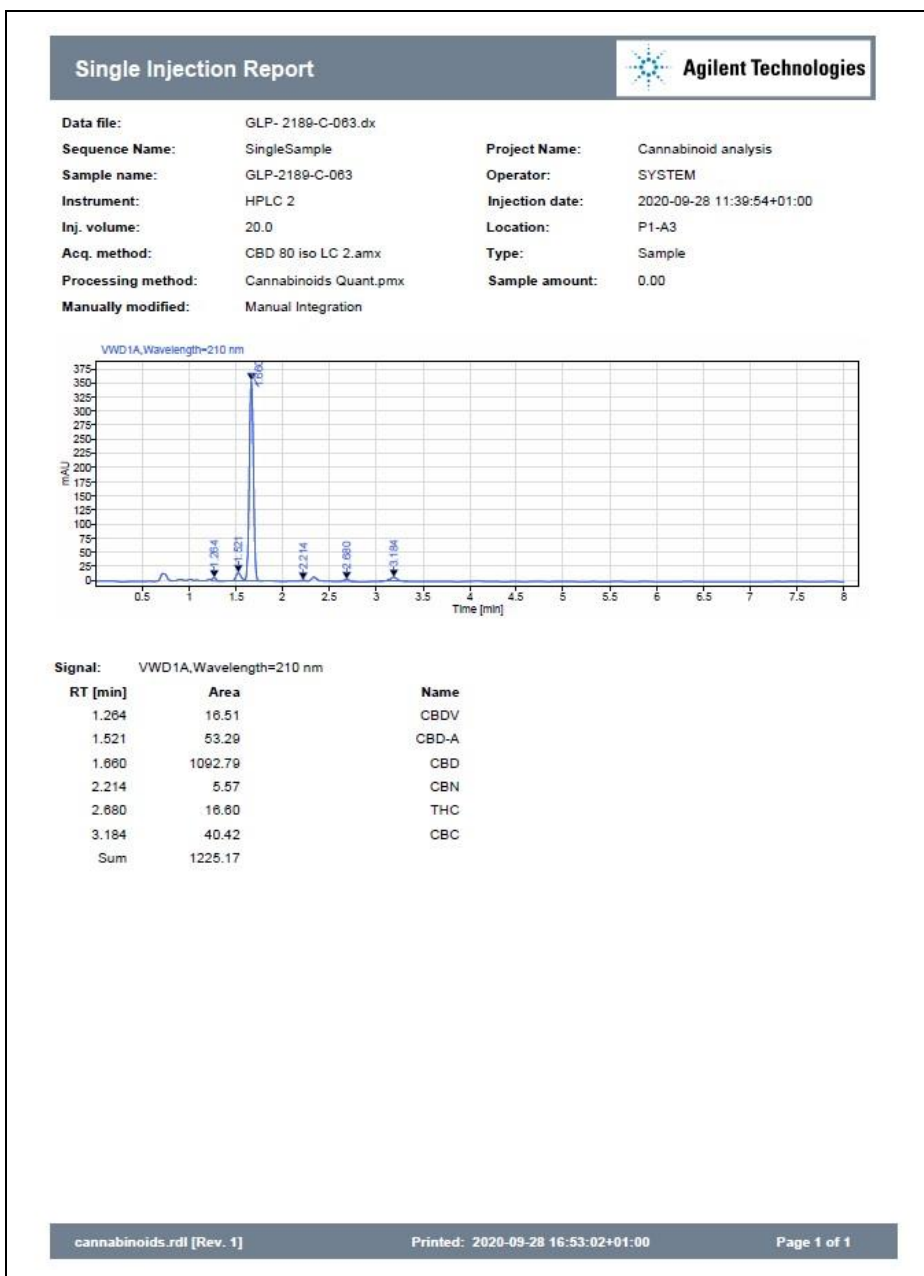 Single Injection Report
Agilent Technologies
Data file: GLP- 2189-C-063.dx
Sequence Name: SingleSample Project Name: Cannabinoid analysis
Sample name: GLP-2189-C-063 Operator: SYSTEM
Instrument: HPLC 2 Injection date: 2020-09-28 11:39:54+01:00
Inj. volume: 20.0 Location: P1-A3
Acq. method: CBD 80 iso LC 2.amx Type: Sample
Processing method: Cannabinoids Quant.pmx Sample amount: 0.00
Manually modified: Manual Integration
VWD1A,Wavelength=210 nm
375
350
325
300
275
250
225
200
175
150
125
100
75
50
25
0
mAU
1.264
1.521
1.660
2.214
2.680
3.184
0.5 1 1.5 2 2.5 3 3.5 4 4.5 5 5.5 6 6.5 7 7.5 8
Time [min]
Signal: VWD1A,Wavelength=210 nm
RT [min] Area Name
1.264 16.51 CBDV
1.521 53.29 CBD-A
1.660 1092.79 CBD
2.214 5.57 CBN
2.680 16.60 THC
3.184 40.42 CBC
Sum 1225.17
cannabinoids.rdl [Rev. 1] Printed: 2020-09-28 16:53:02+01:00 Page 1 of 1